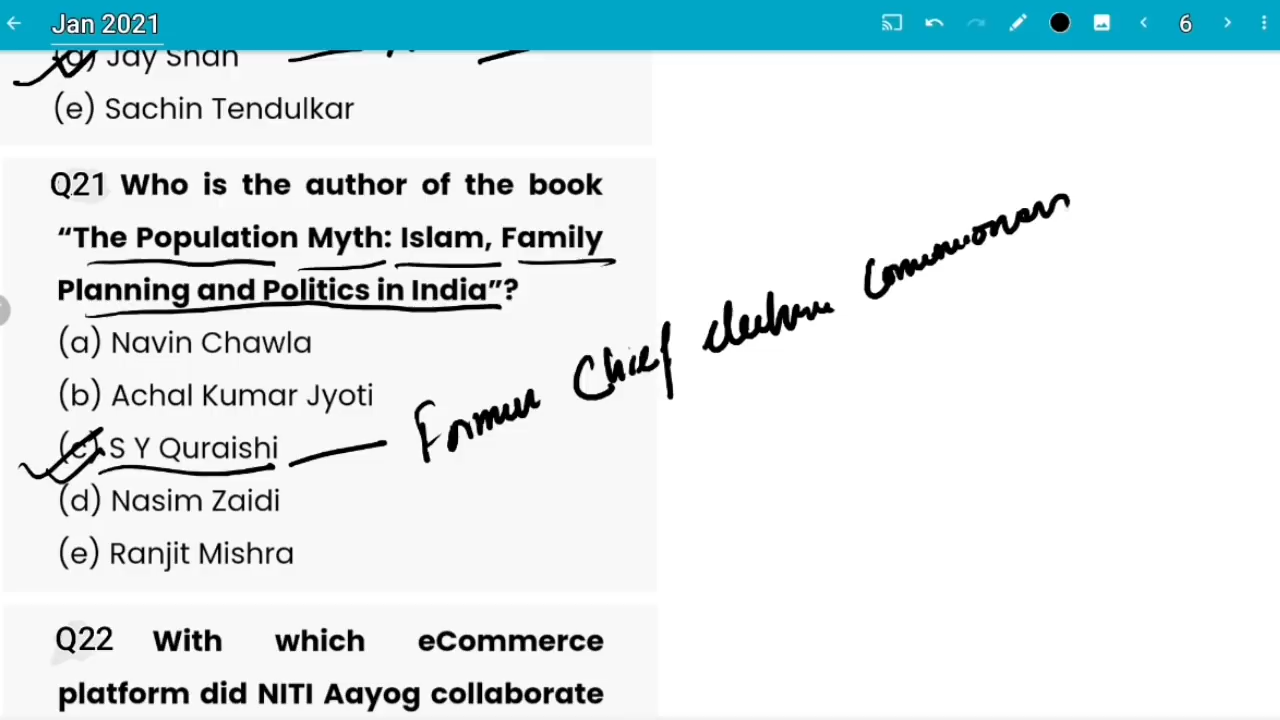 Jan 2021
6
(d) Jay Shah
(e) Sachin Tendulkar
Q21 Who is the author of the book
“The Population Myth: Islam, Family
Planning and Politics in India”?
(a) Navin Chawla
(b) Achal Kumar Jyoti
(c) S Y Quraishi
Former Chief election Commissioner
(d) Nasim Zaidi
(e) Ranjit Mishra
Q22 With which eCommerce
platform did NITI Aayog collaborate